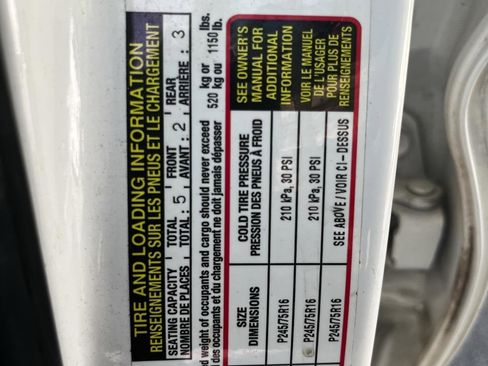 TIRE AND LOADING INFORMATION
RENSEIGNEMENTS SUR LES PNEUS ET LE CHARGEMENT
SEATING CAPACITY TOTAL FRONT REAR
NOMBRE DE PLACES TOTAL : 5 AVANT : 2 ARRIÈRE : 3
d weight of occupants and cargo should never exceed 520 kg or 1150 lbs.
des occupants et du chargement ne doit jamais dépasser 520 kg ou 1150 lb.
SIZE COLD TIRE PRESSURE SEE OWNER'S
DIMENSIONS PRESSION DES PNEUS À FROID MANUAL FOR
ADDITIONAL
INFORMATION
P245/75R16 210 kPa, 30 PSI
P245/75R16 210 kPa, 30 PSI
VOIR LE MANUEL
DE L'USAGER
POUR PLUS DE
RENSEIGNEMENTS
P245/75R16 SEE ABOVE / VOIR CI-DESSUS